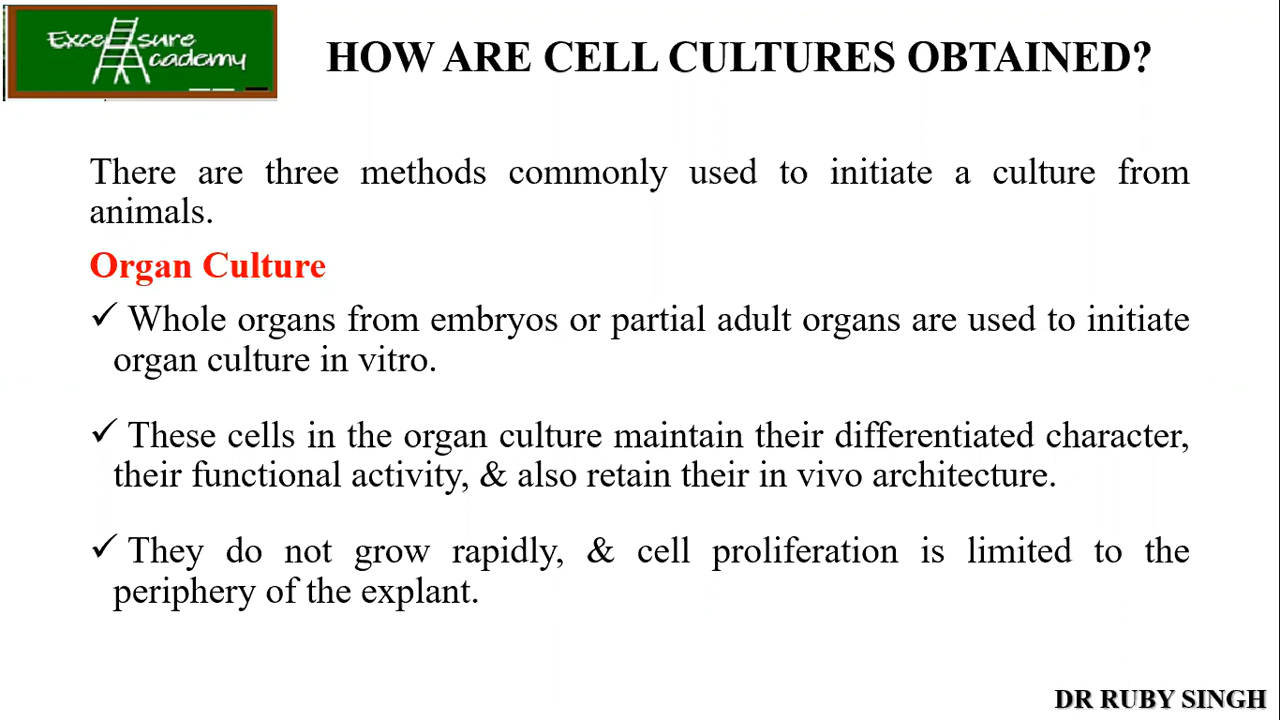 Excel sure
Academy
HOW ARE CELL CULTURES OBTAINED?
There are three methods commonly used to initiate a culture from
animals.
Organ Culture
✓ Whole organs from embryos or partial adult organs are used to initiate
organ culture in vitro.
✓ These cells in the organ culture maintain their differentiated character,
their functional activity, & also retain their in vivo architecture.
✓ They do not grow rapidly, & cell proliferation is limited to the
periphery of the explant.
DR RUBY SINGH